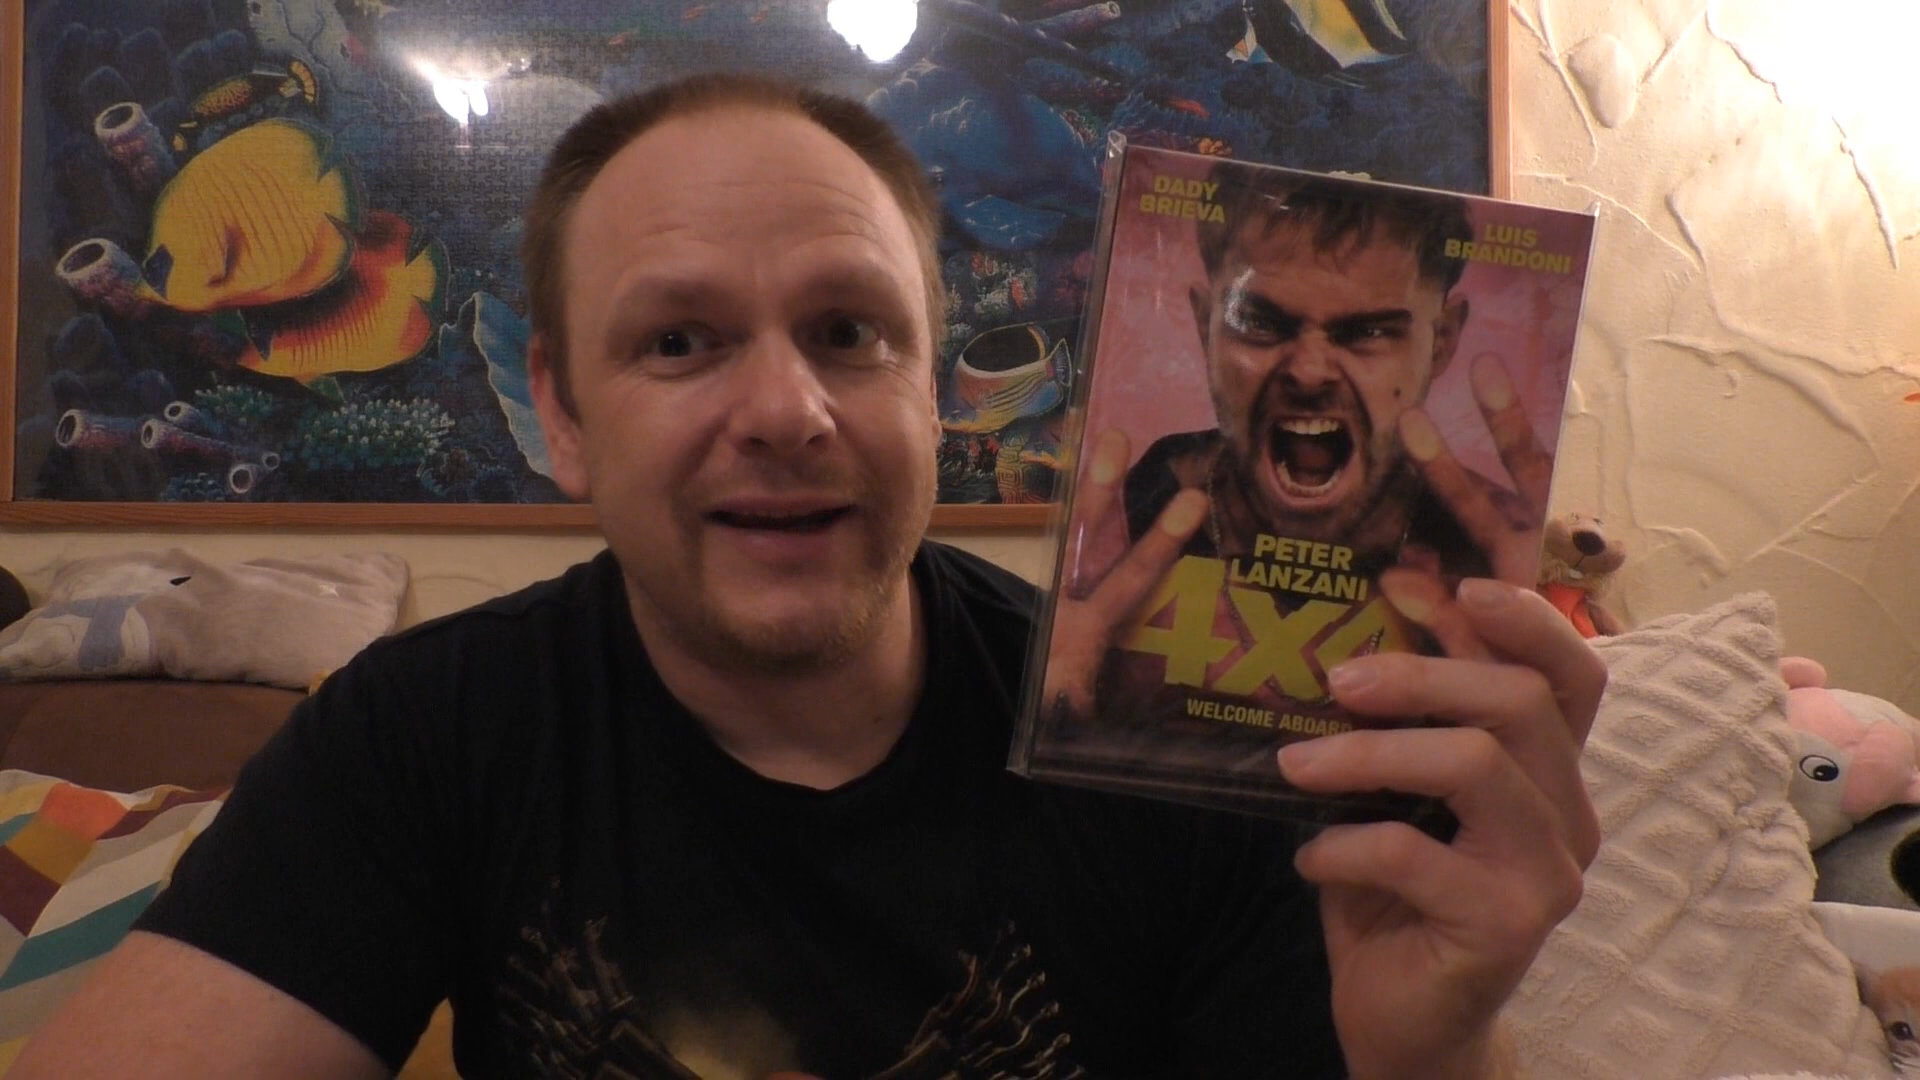 DADY
BRIEVA
LUIS
BRANDONI
PETER
LANZANI
4X4
WELCOME ABOARD